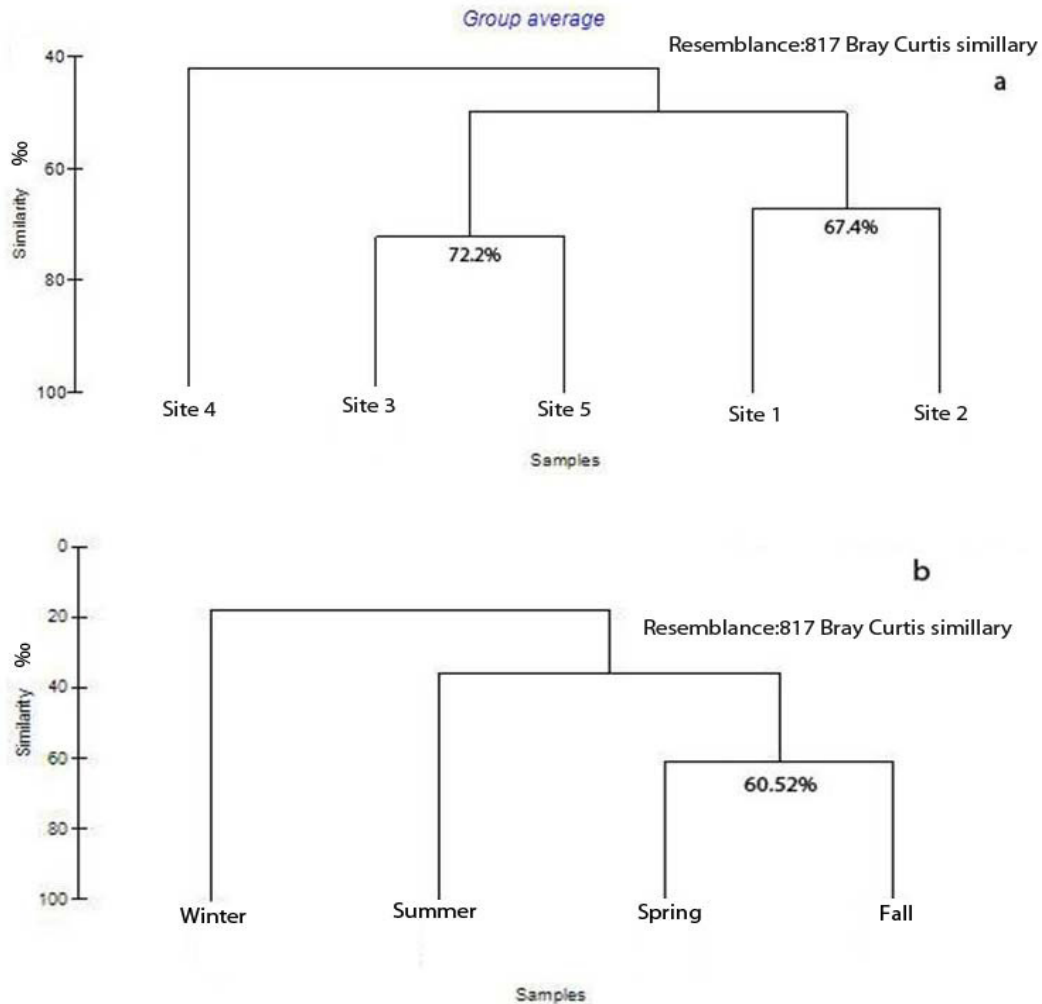 Group average
Resemblance:817 Bray Curtis simillary
a
40
60
80
100
Similarity ‰
72.2%
67.4%
Site 4
Site 3
Site 5
Site 1
Site 2
Samples
b
Resemblance:817 Bray Curtis simillary
0
20
40
60
80
100
Similarity ‰
60.52%
Winter
Summer
Spring
Fall
Samples